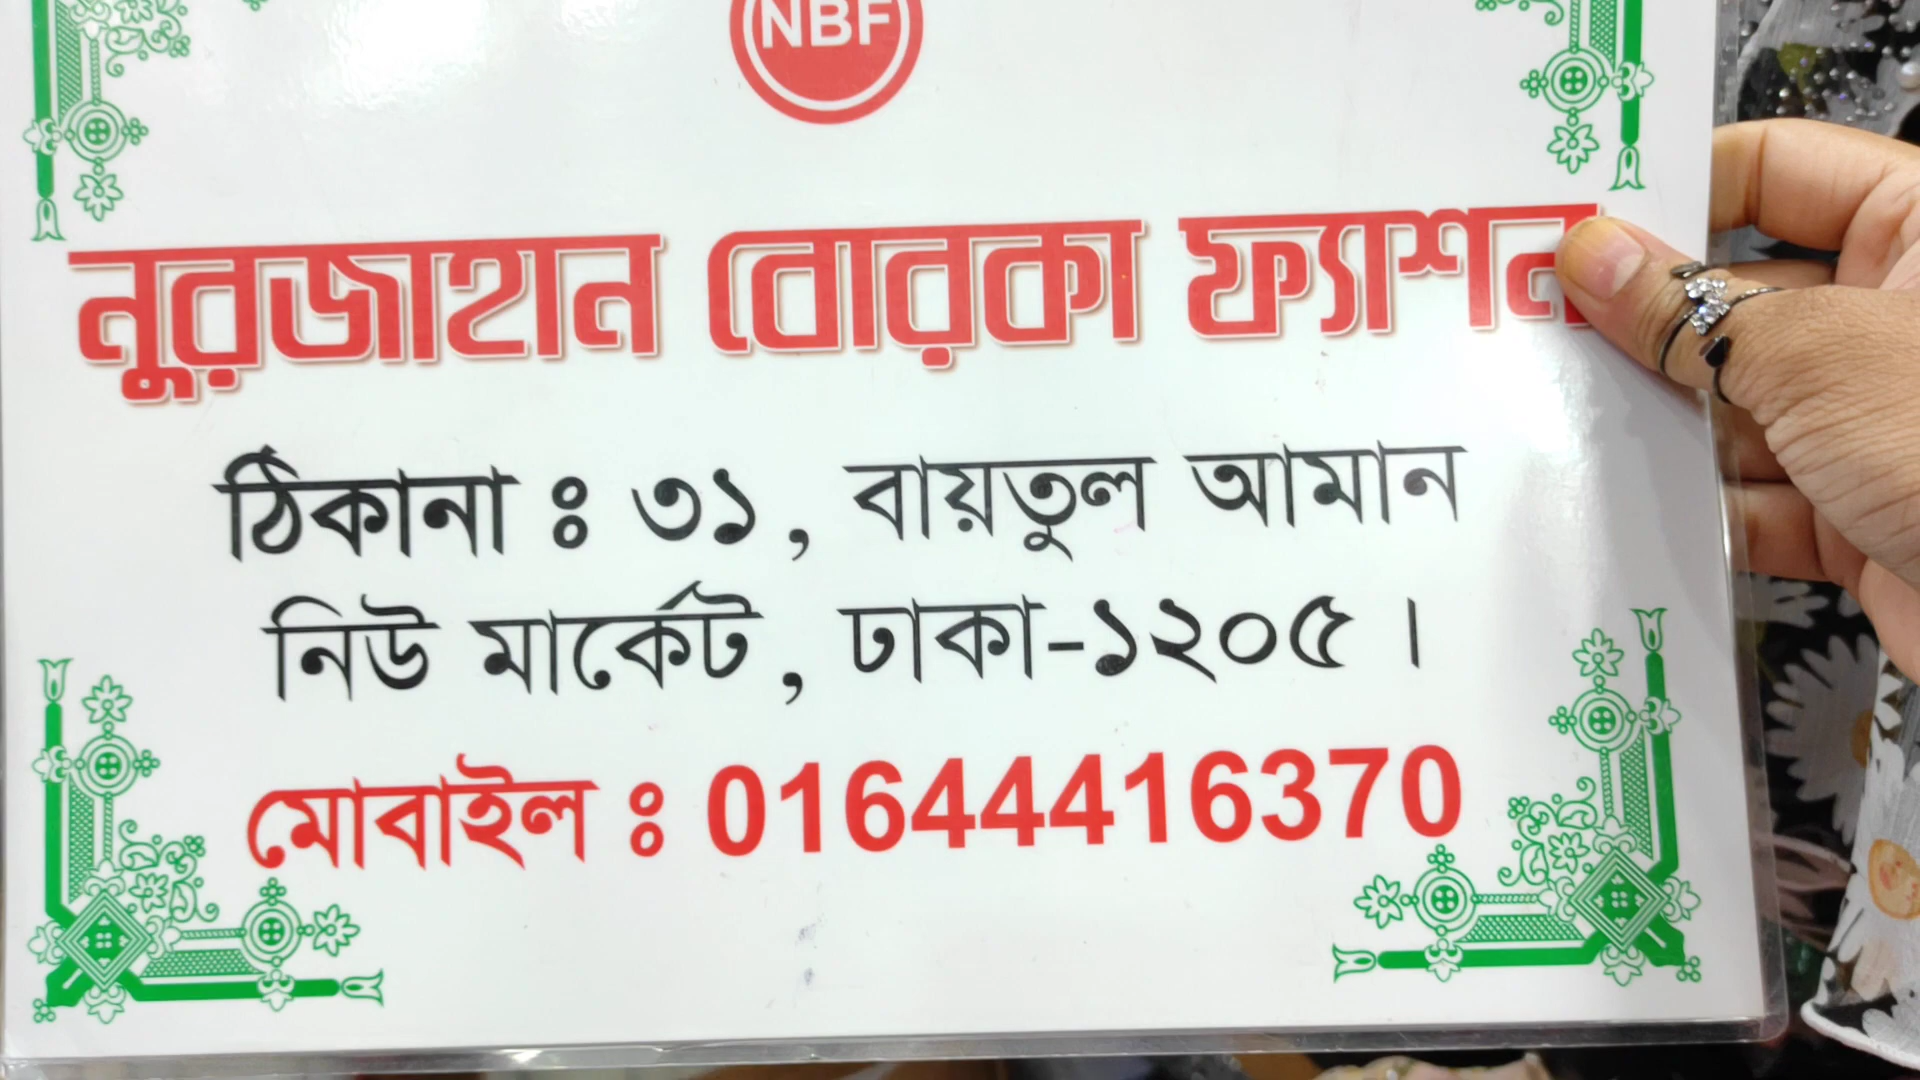 NBF
নুরজাহান বোরকা ফ্যাশন
ঠিকানা ঃ ৩১, বায়তুল আমান
নিউ মার্কেট, ঢাকা-১২০৫ ।
মোবাইল ঃ 01644416370